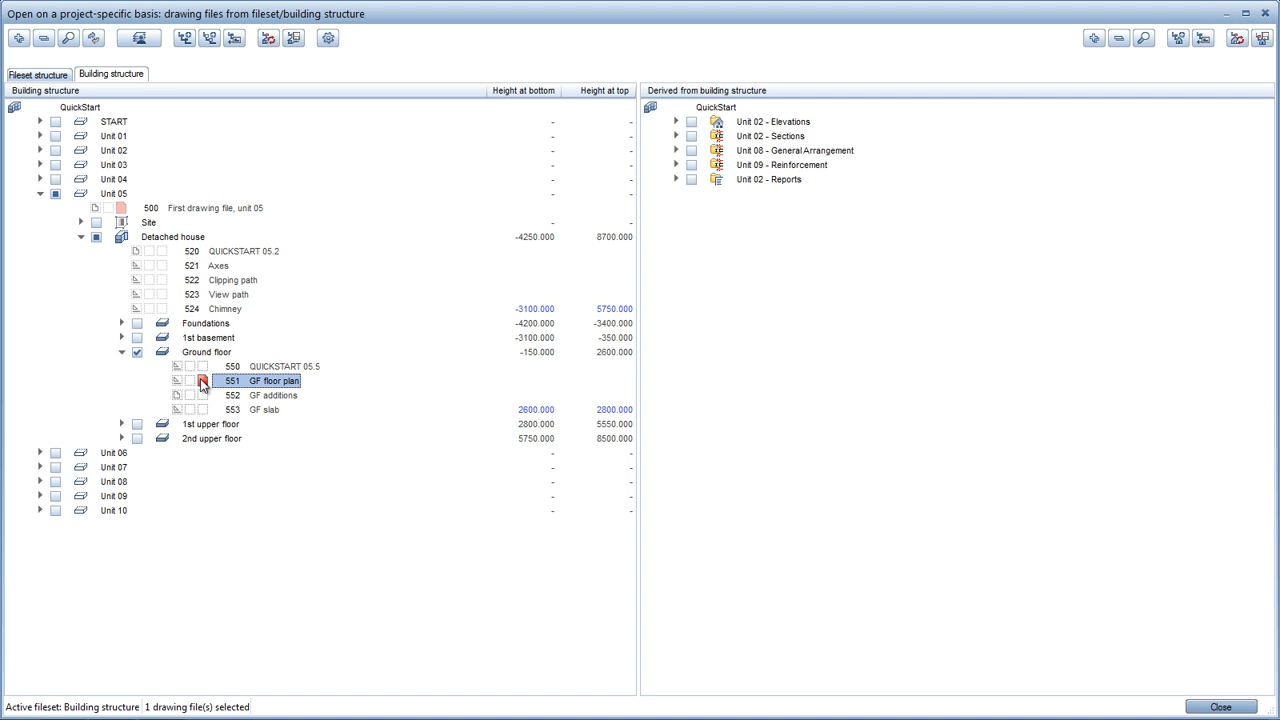 Open on a project-specific basis: drawing files from fileset/building structure
Fileset structure Building structure
Building structure Height at bottom Height at top Derived from building structure
QuickStart QuickStart
START - - Unit 02 - Elevations
Unit 01 - - Unit 02 - Sections
Unit 02 - - Unit 08 - General Arrangement
Unit 03 - - Unit 09 - Reinforcement
Unit 04 - - Unit 02 - Reports
Unit 05 - -
500 First drawing file, unit 05
Site - -
Detached house -4250.000 8700.000
520 QUICKSTART 05.2
521 Axes
522 Clipping path
523 View path
524 Chimney -3100.000 5750.000
Foundations -4200.000 -3400.000
1st basement -3100.000 -350.000
Ground floor -150.000 2600.000
550 QUICKSTART 05.5
551 GF floor plan
552 GF additions
553 GF slab 2600.000 2800.000
1st upper floor 2800.000 5550.000
2nd upper floor 5750.000 8500.000
Unit 06 - -
Unit 07 - -
Unit 08 - -
Unit 09 - -
Unit 10 - -
Active fileset: Building structure 1 drawing file(s) selected Close